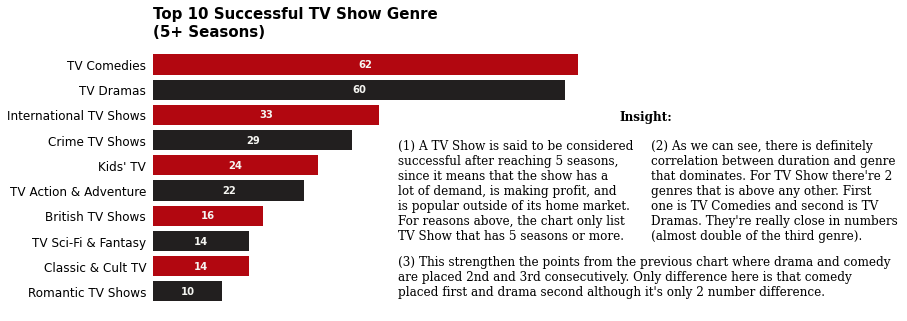 Top 10 Successful TV Show Genre
(5+ Seasons)
TV Comedies 62
TV Dramas 60
International TV Shows 33
Crime TV Shows 29
Kids' TV 24
TV Action & Adventure 22
British TV Shows 16
TV Sci-Fi & Fantasy 14
Classic & Cult TV 14
Romantic TV Shows 10
Insight:
(1) A TV Show is said to be considered
successful after reaching 5 seasons,
since it means that the show has a
lot of demand, is making profit, and
is popular outside of its home market.
For reasons above, the chart only list
TV Show that has 5 seasons or more.
(2) As we can see, there is definitely
correlation between duration and genre
that dominates. For TV Show there're 2
genres that is above any other. First
one is TV Comedies and second is TV
Dramas. They're really close in numbers
(almost double of the third genre).
(3) This strengthen the points from the previous chart where drama and comedy
are placed 2nd and 3rd consecutively. Only difference here is that comedy
placed first and drama second although it's only 2 number difference.